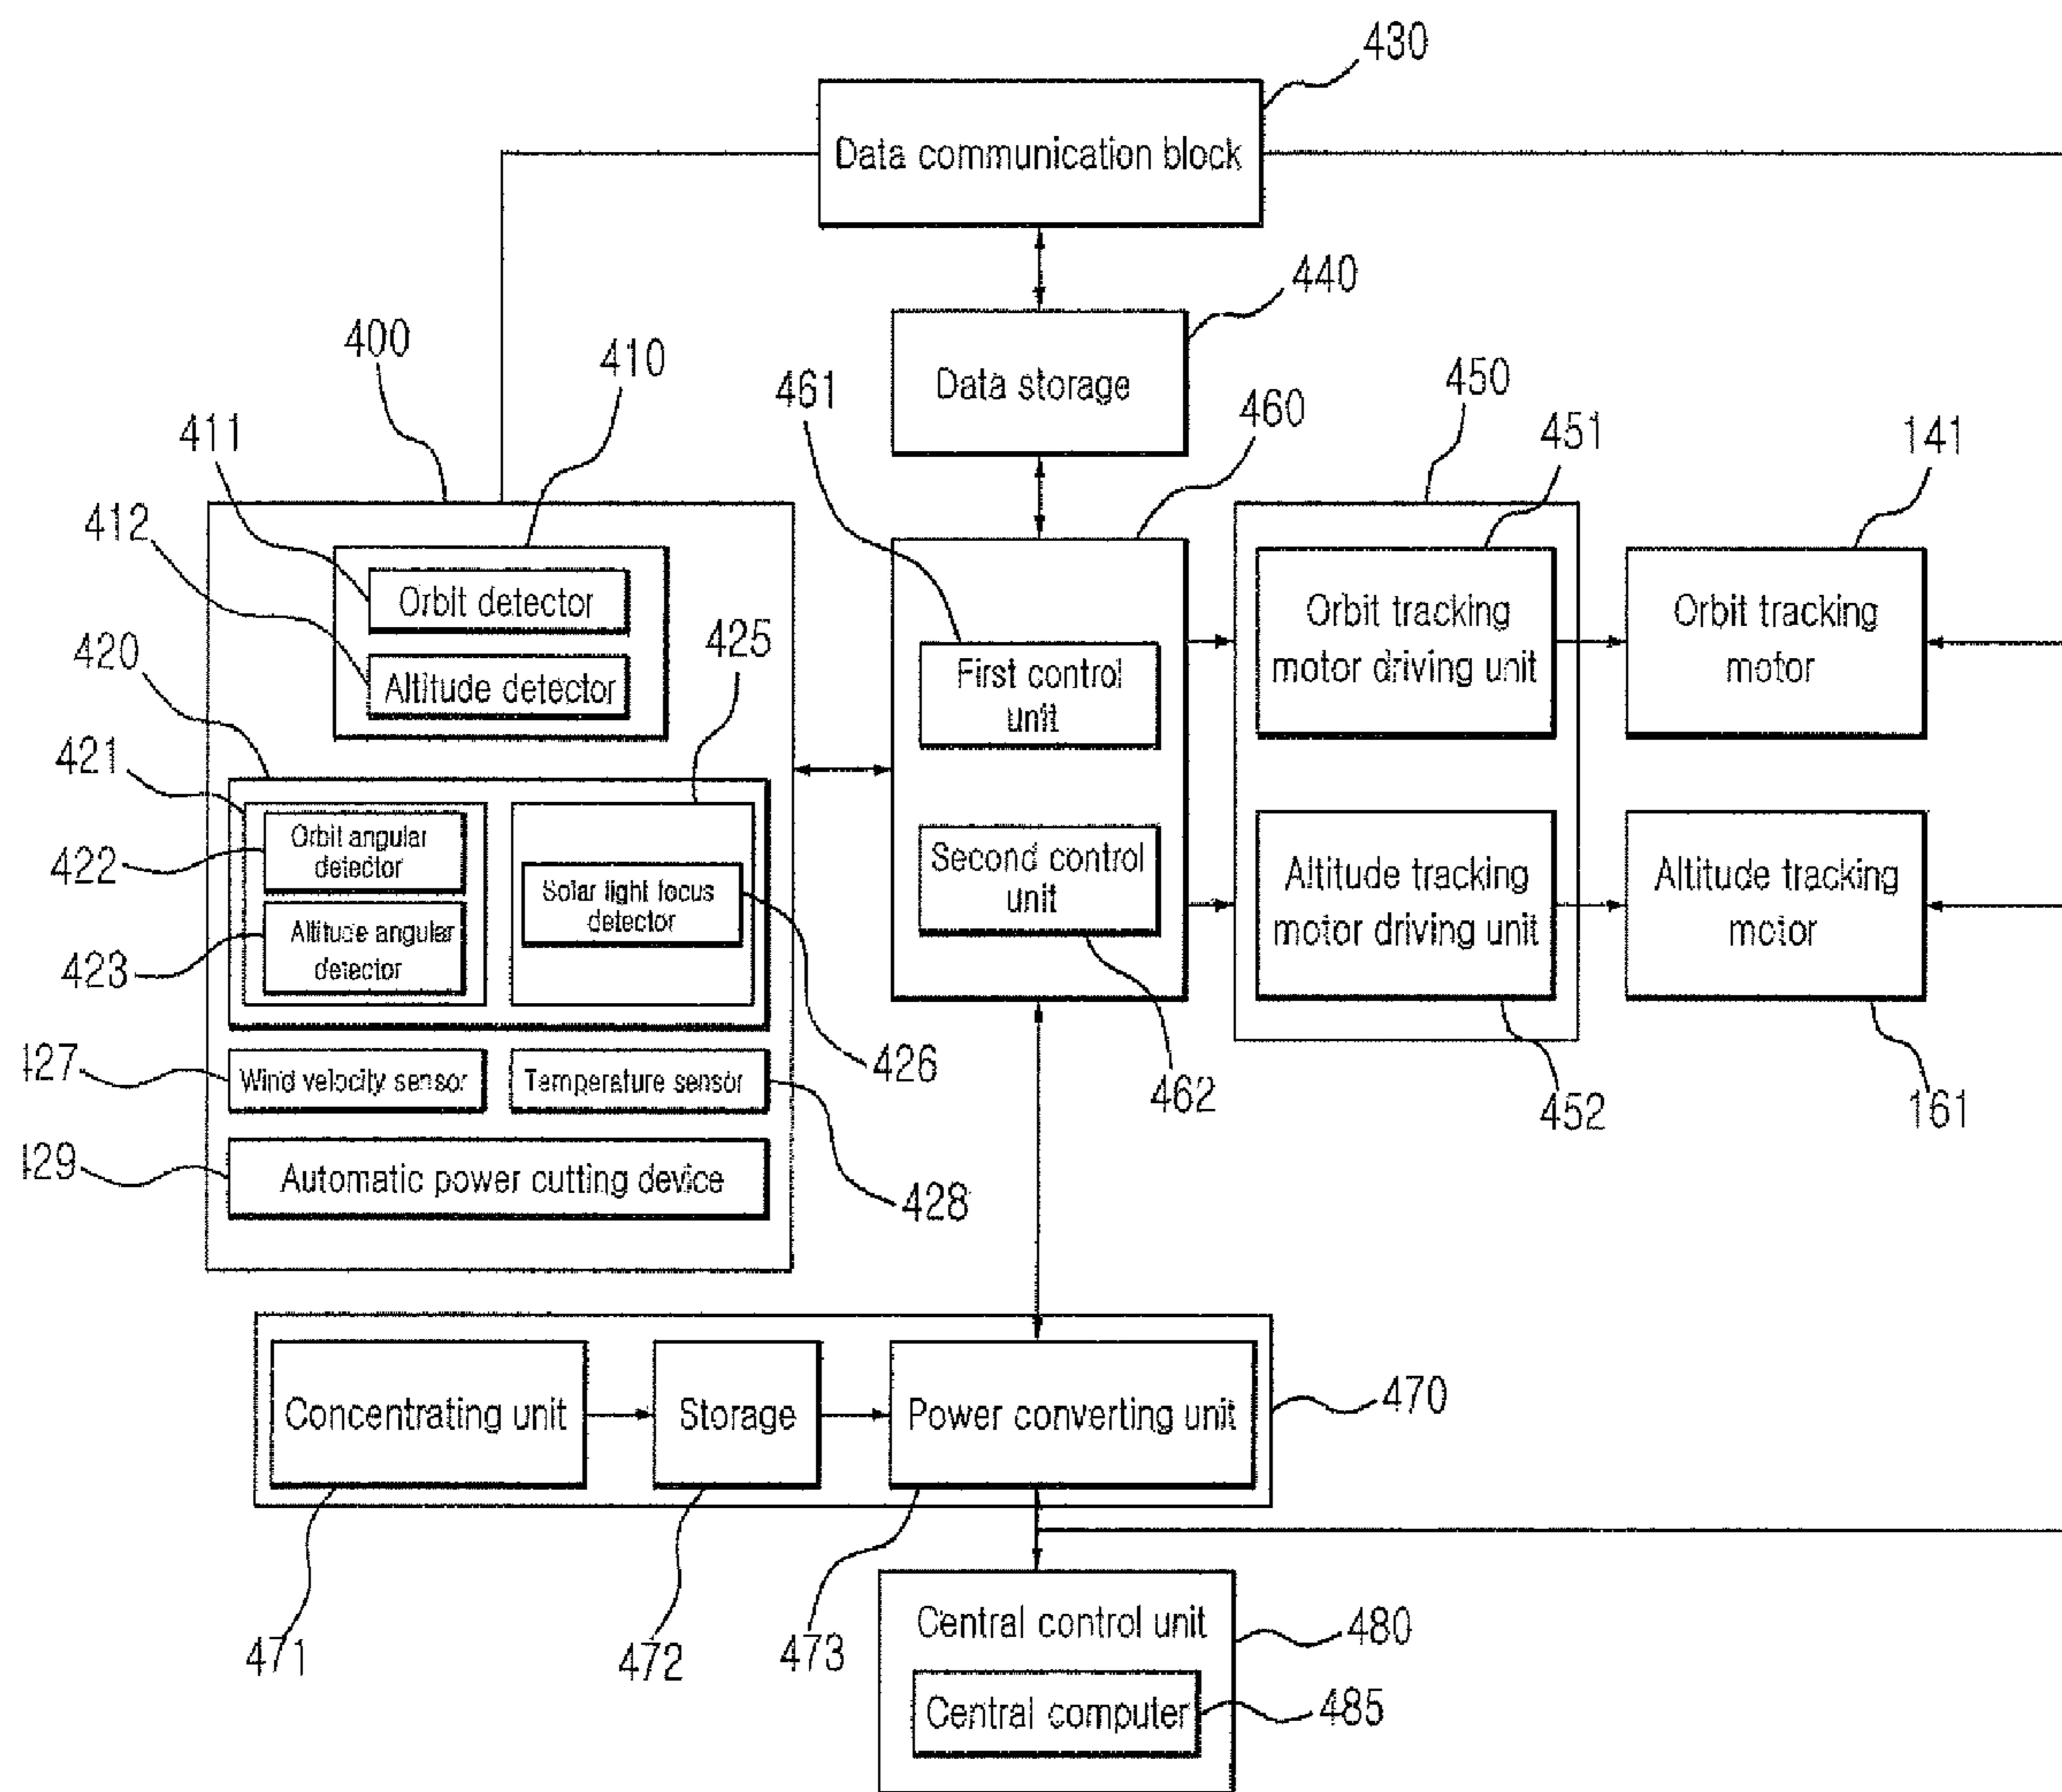 430
Data communication block
440
Data storage
400
410
461
460
450
451
141
411
412
Orbit detector
Altitude detector
425
420
421
422
423
Orbit angular
detector
Altitude angular
detector
Solar light focus
detector
First control
unit
Second control
unit
Orbit tracking
motor driving unit
Orbit tracking
motor
Altitude tracking
motor driving unit
Altitude tracking
motor
427
Wind velocity sensor
Temperature sensor
426
462
452
161
429
Automatic power cutting device
428
Concentrating unit
Storage
Power converting unit
470
471
472
473
Central control unit
480
Central computer
485